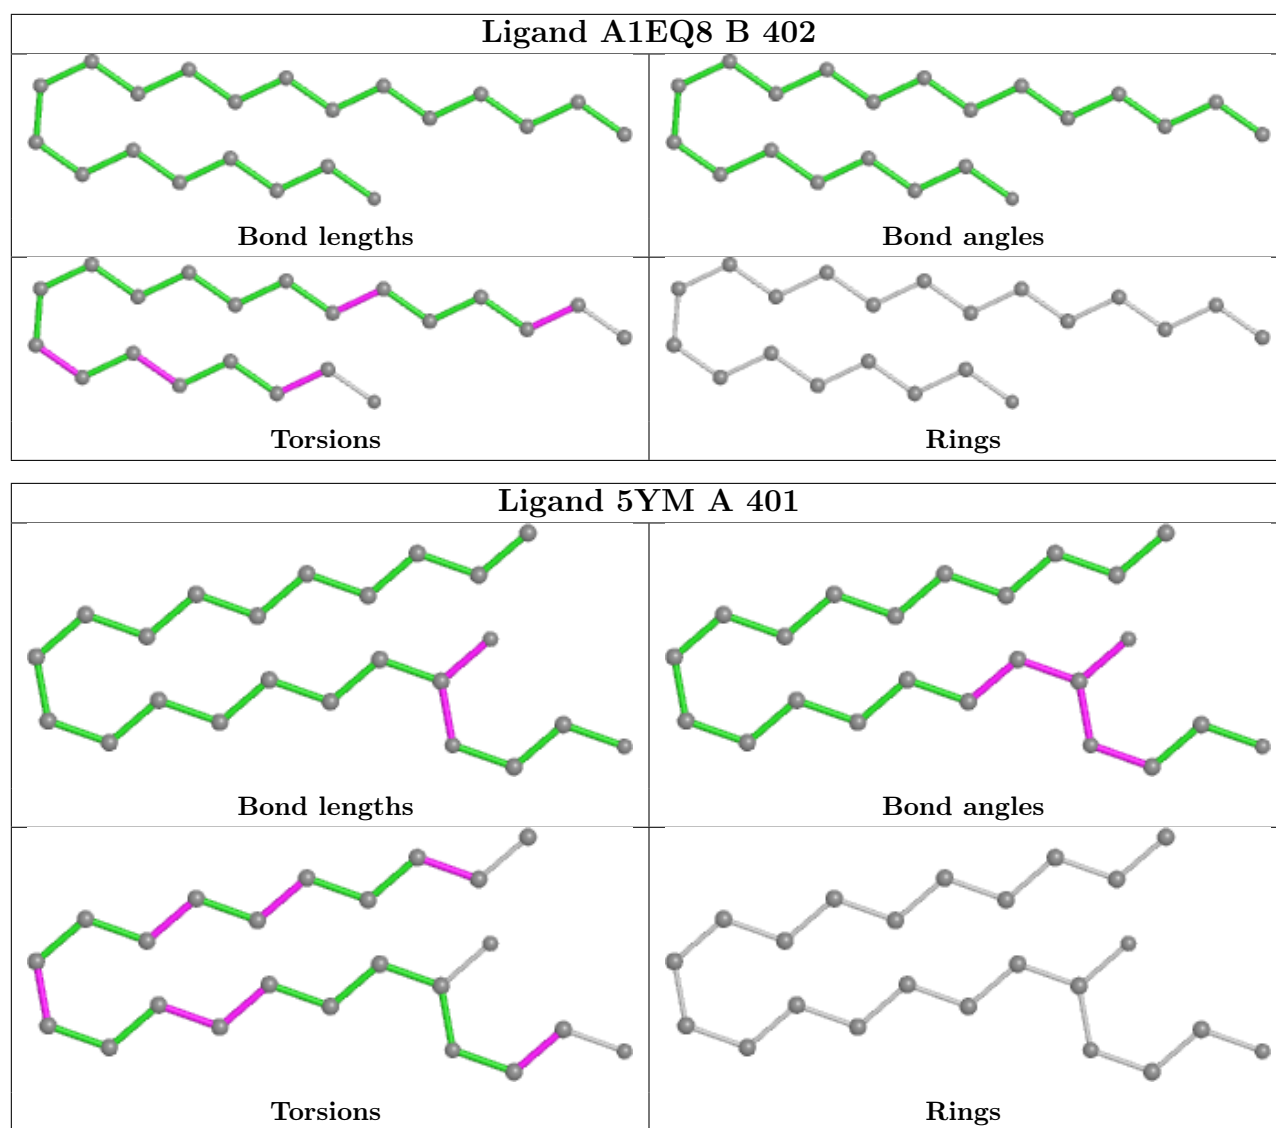 Ligand A1EQ8 B 402
Bond lengths
Bond angles
Torsions
Rings
Ligand 5YM A 401
Bond lengths
Bond angles
Torsions
Rings